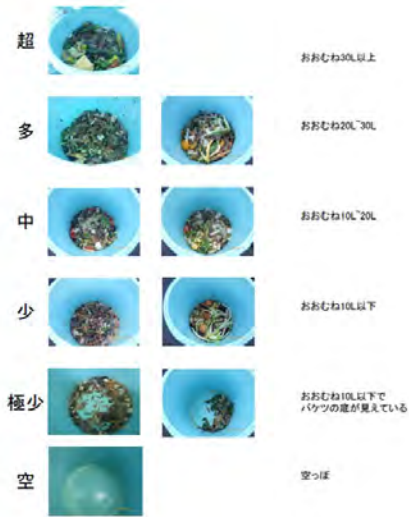 超
おおむね30L以上
多
おおむね20L~30L
中
おおむね10L~20L
少
おおむね10L以下
極少
おおむね10L以下で
バケツの底が見えている
空
空っぽ